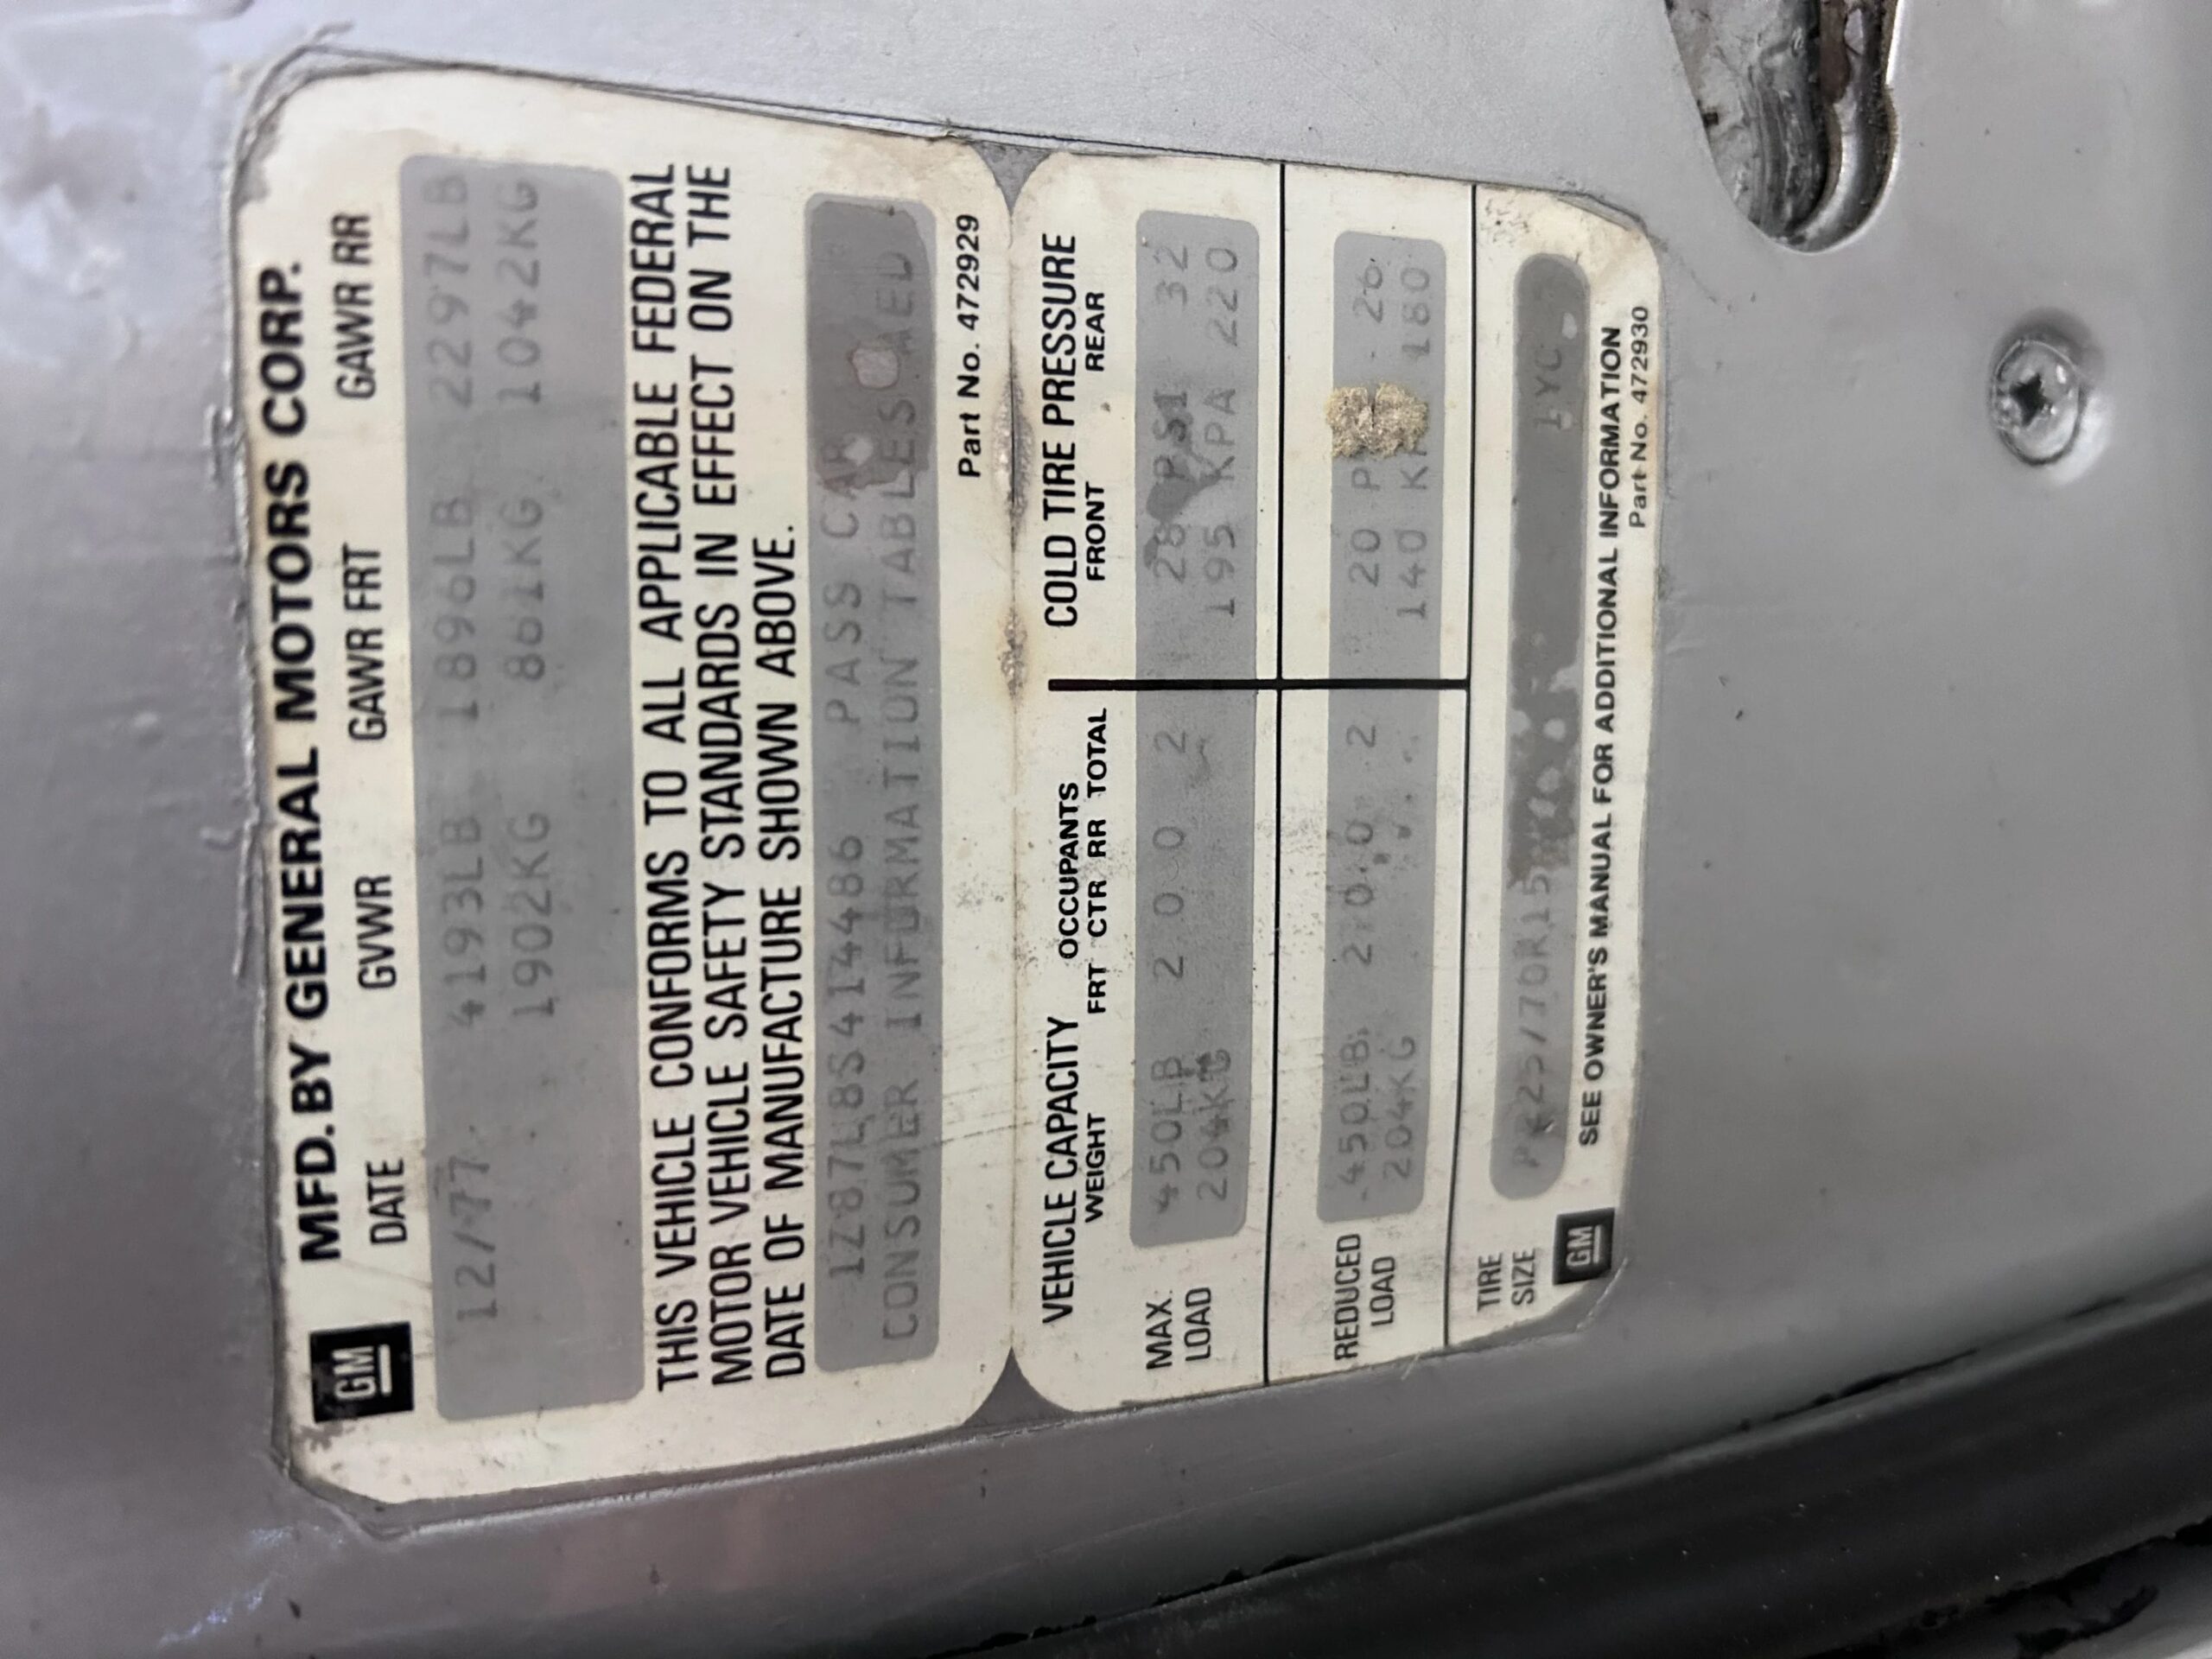 GM MFD. BY GENERAL MOTORS CORP.
DATE GVWR GAWR FRT GAWR RR
12/77 4193LB 1896LB 2297LB
1902KG 861KG 1042KG
THIS VEHICLE CONFORMS TO ALL APPLICABLE FEDERAL
MOTOR VEHICLE SAFETY STANDARDS IN EFFECT ON THE
DATE OF MANUFACTURE SHOWN ABOVE.
1Z87L8S414486 PASS CAR
CONSUMER INFORMATION TABLES AED
Part No. 472929
VEHICLE CAPACITY OCCUPANTS COLD TIRE PRESSURE
WEIGHT FRT CTR RR TOTAL FRONT REAR
MAX. LOAD 450LB 2 0 0 2 28 PSI 32
204KG 195 KPA 220
REDUCED LOAD 450LB 2 0 0 2 20 26
204KG 140 180
TIRE SIZE P225/70R15 1YC
GM SEE OWNER'S MANUAL FOR ADDITIONAL INFORMATION
Part No. 472930